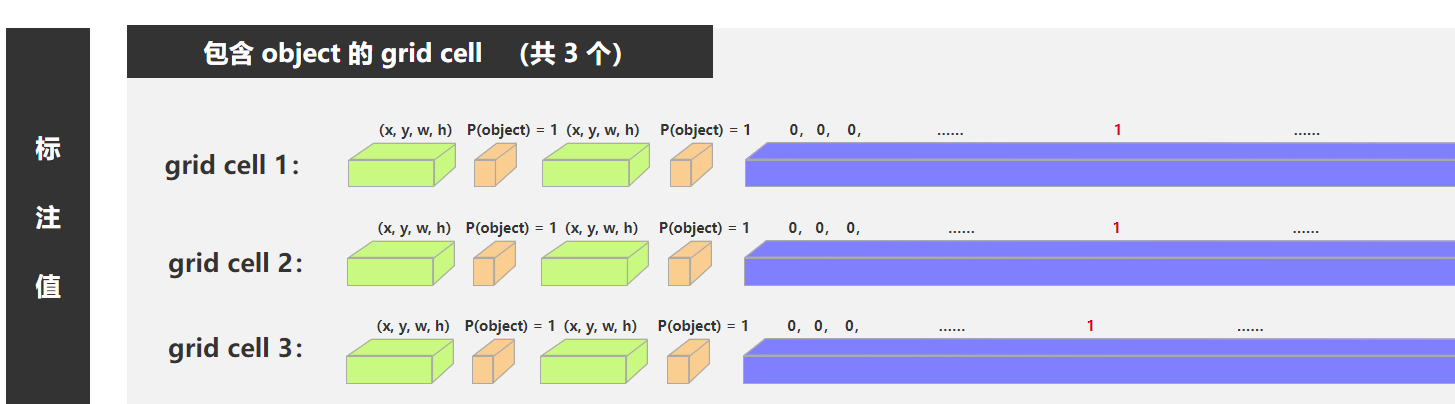 标
注
值
包含 object 的 grid cell （共 3 个）
(x, y, w, h) P(object) = 1 (x, y, w, h) P(object) = 1 0, 0, 0, ...... 1 ......
grid cell 1：
(x, y, w, h) P(object) = 1 (x, y, w, h) P(object) = 1 0, 0, 0, ...... 1 ......
grid cell 2：
(x, y, w, h) P(object) = 1 (x, y, w, h) P(object) = 1 0, 0, 0, ...... 1 ......
grid cell 3：